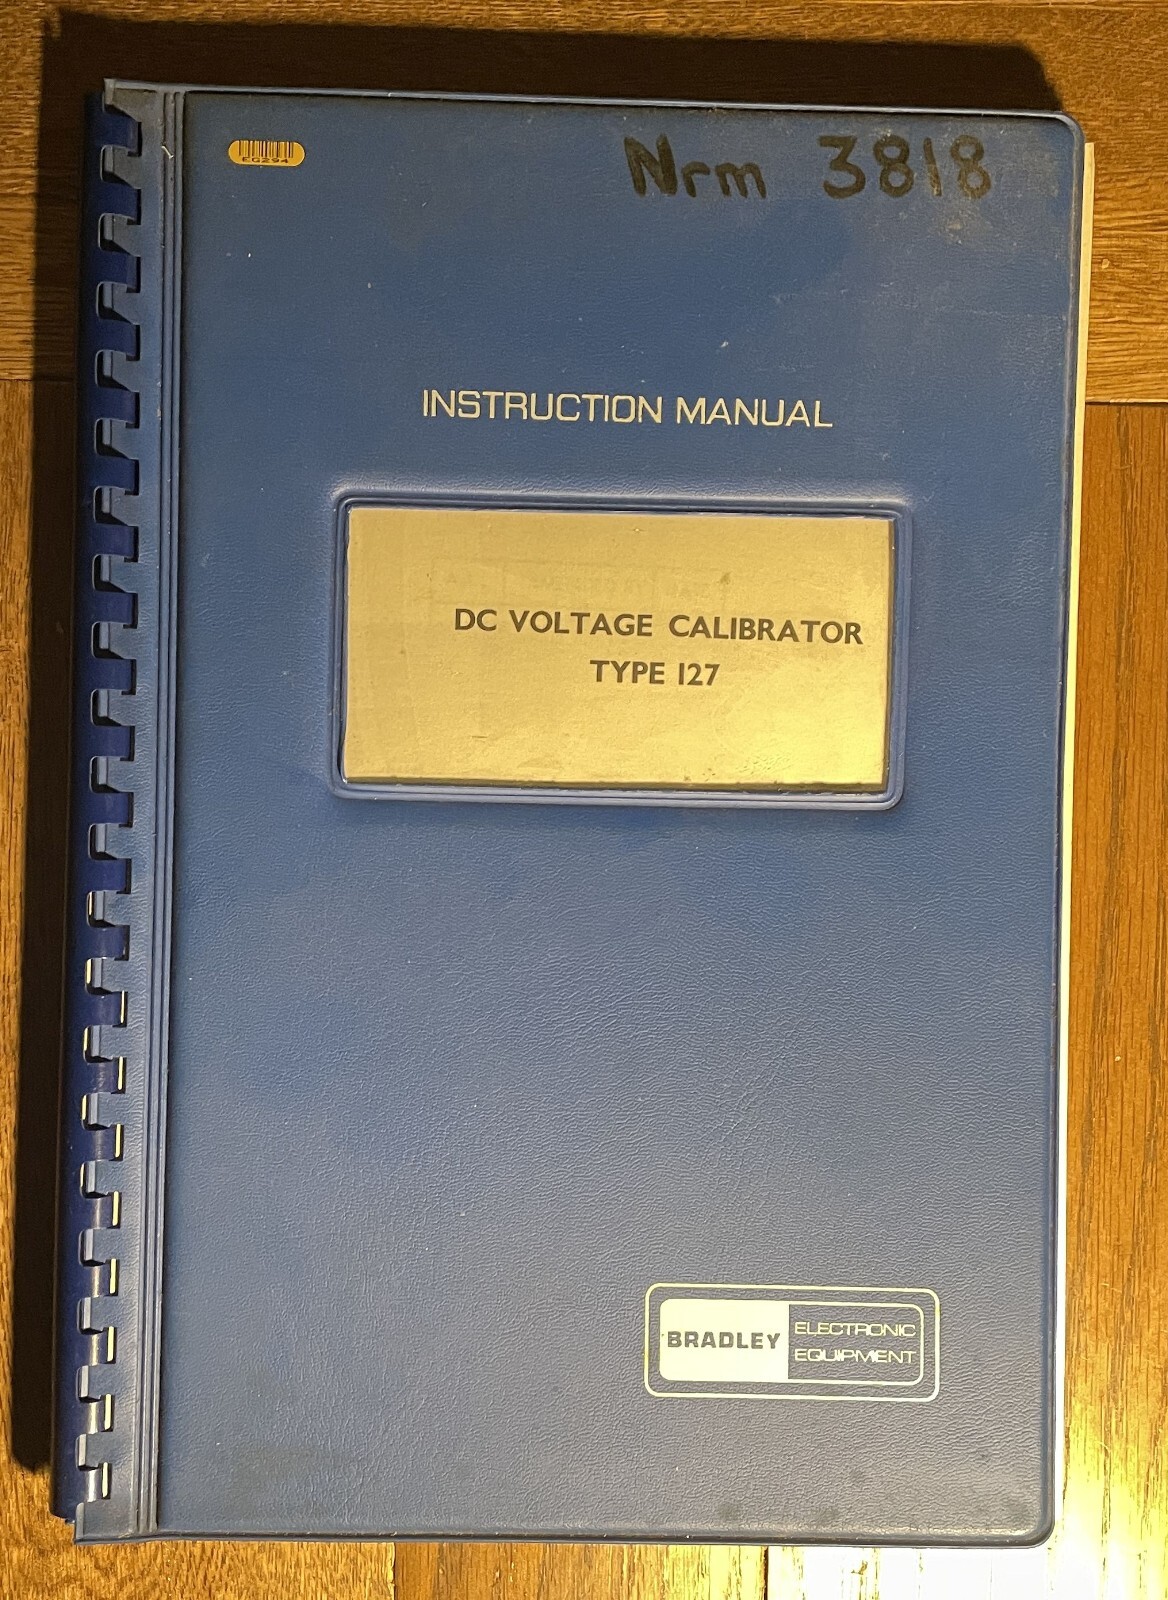 EG294
Nrm 3818
INSTRUCTION MANUAL
DC VOLTAGE CALIBRATOR
TYPE 127
BRADLEY
ELECTRONIC
EQUIPMENT